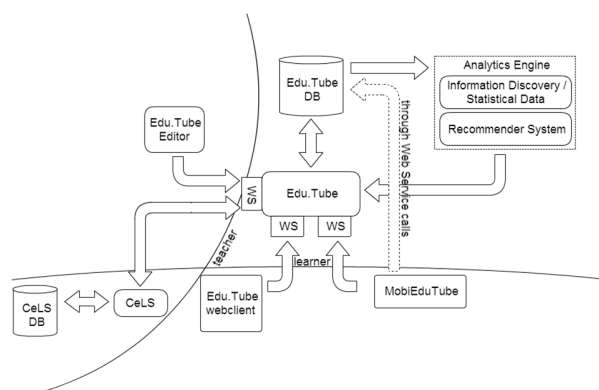 Analytics Engine
Information Discovery /
Statistical Data
Recommender System
Edu.Tube
DB
through Web Service calls
Edu.Tube
Editor
WS
Edu.Tube
WS
WS
teacher
learner
CeLS
DB
CeLS
Edu.Tube
webclient
MobiEduTube